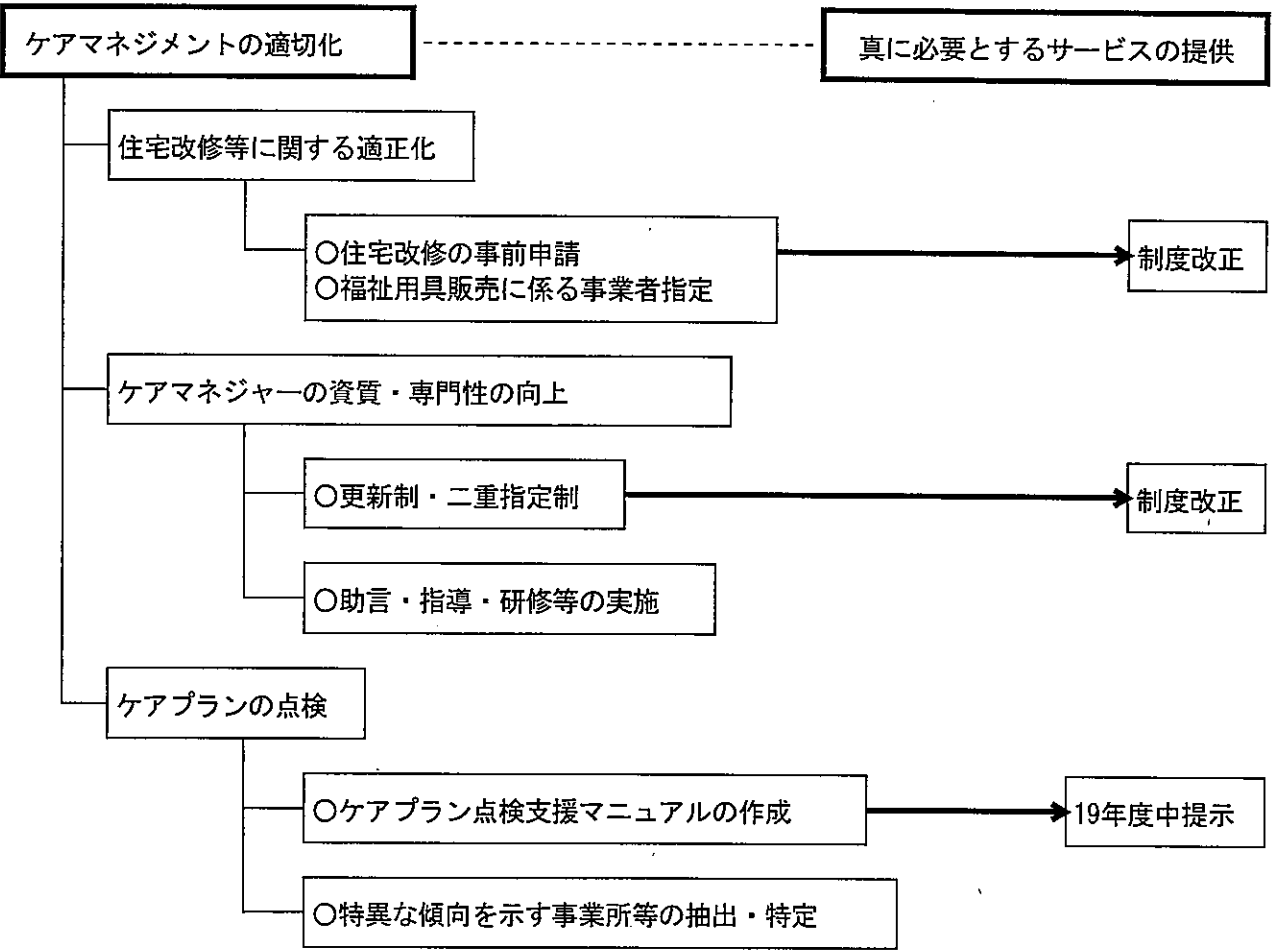 ケアマネジメントの適切化
真に必要とするサービスの提供
住宅改修等に関する適正化
○住宅改修の事前申請
○福祉用具販売に係る事業者指定
制度改正
ケアマネジャーの資質・専門性の向上
○更新制・二重指定制
制度改正
○助言・指導・研修等の実施
ケアプランの点検
○ケアプラン点検支援マニュアルの作成
19年度中提示
○特異な傾向を示す事業所等の抽出・特定